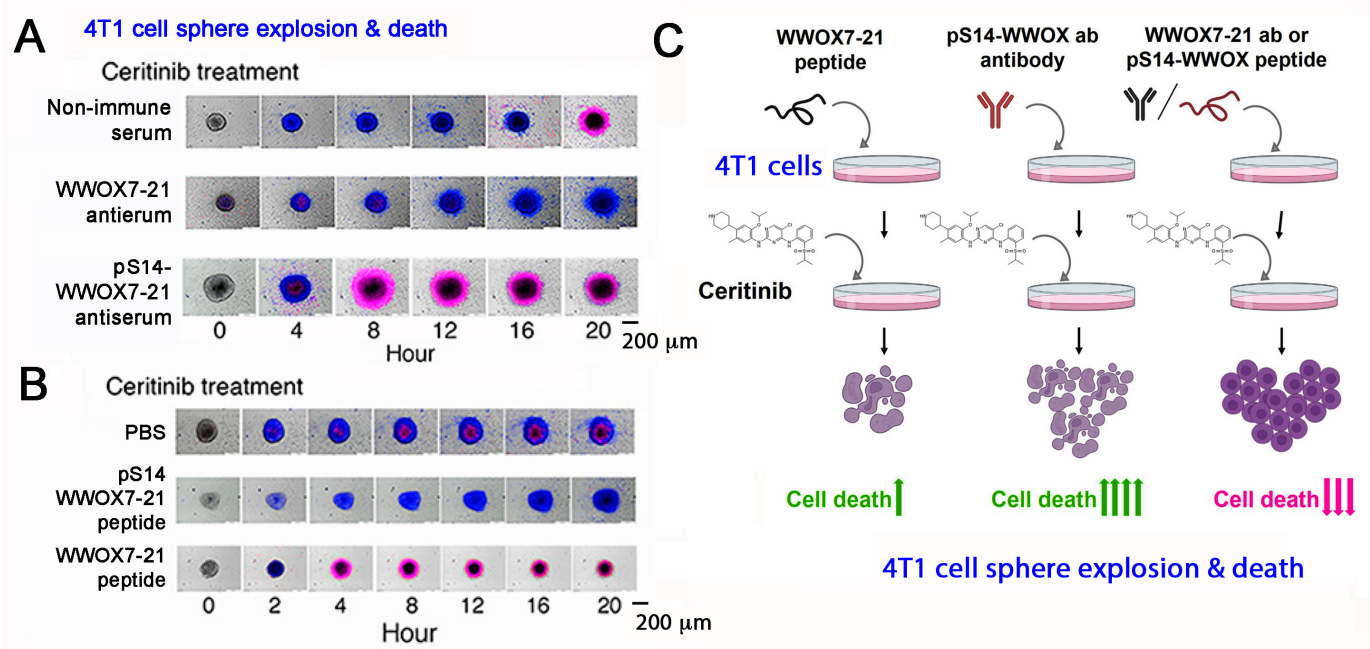 A
4T1 cell sphere explosion & death
Ceritinib treatment
Non-immune
serum
WWOX7-21
antierum
pS14-
WWOX7-21
antiserum
0 4 8 12 16 20
200 μm
Hour
B
Ceritinib treatment
PBS
pS14
WWOX7-21
peptide
WWOX7-21
peptide
0 2 4 8 12 16 20
200 μm
Hour
C
WWOX7-21
peptide
pS14-WWOX ab
antibody
WWOX7-21 ab or
pS14-WWOX peptide
4T1 cells
Ceritinib
Cell death
Cell death
Cell death
4T1 cell sphere explosion & death